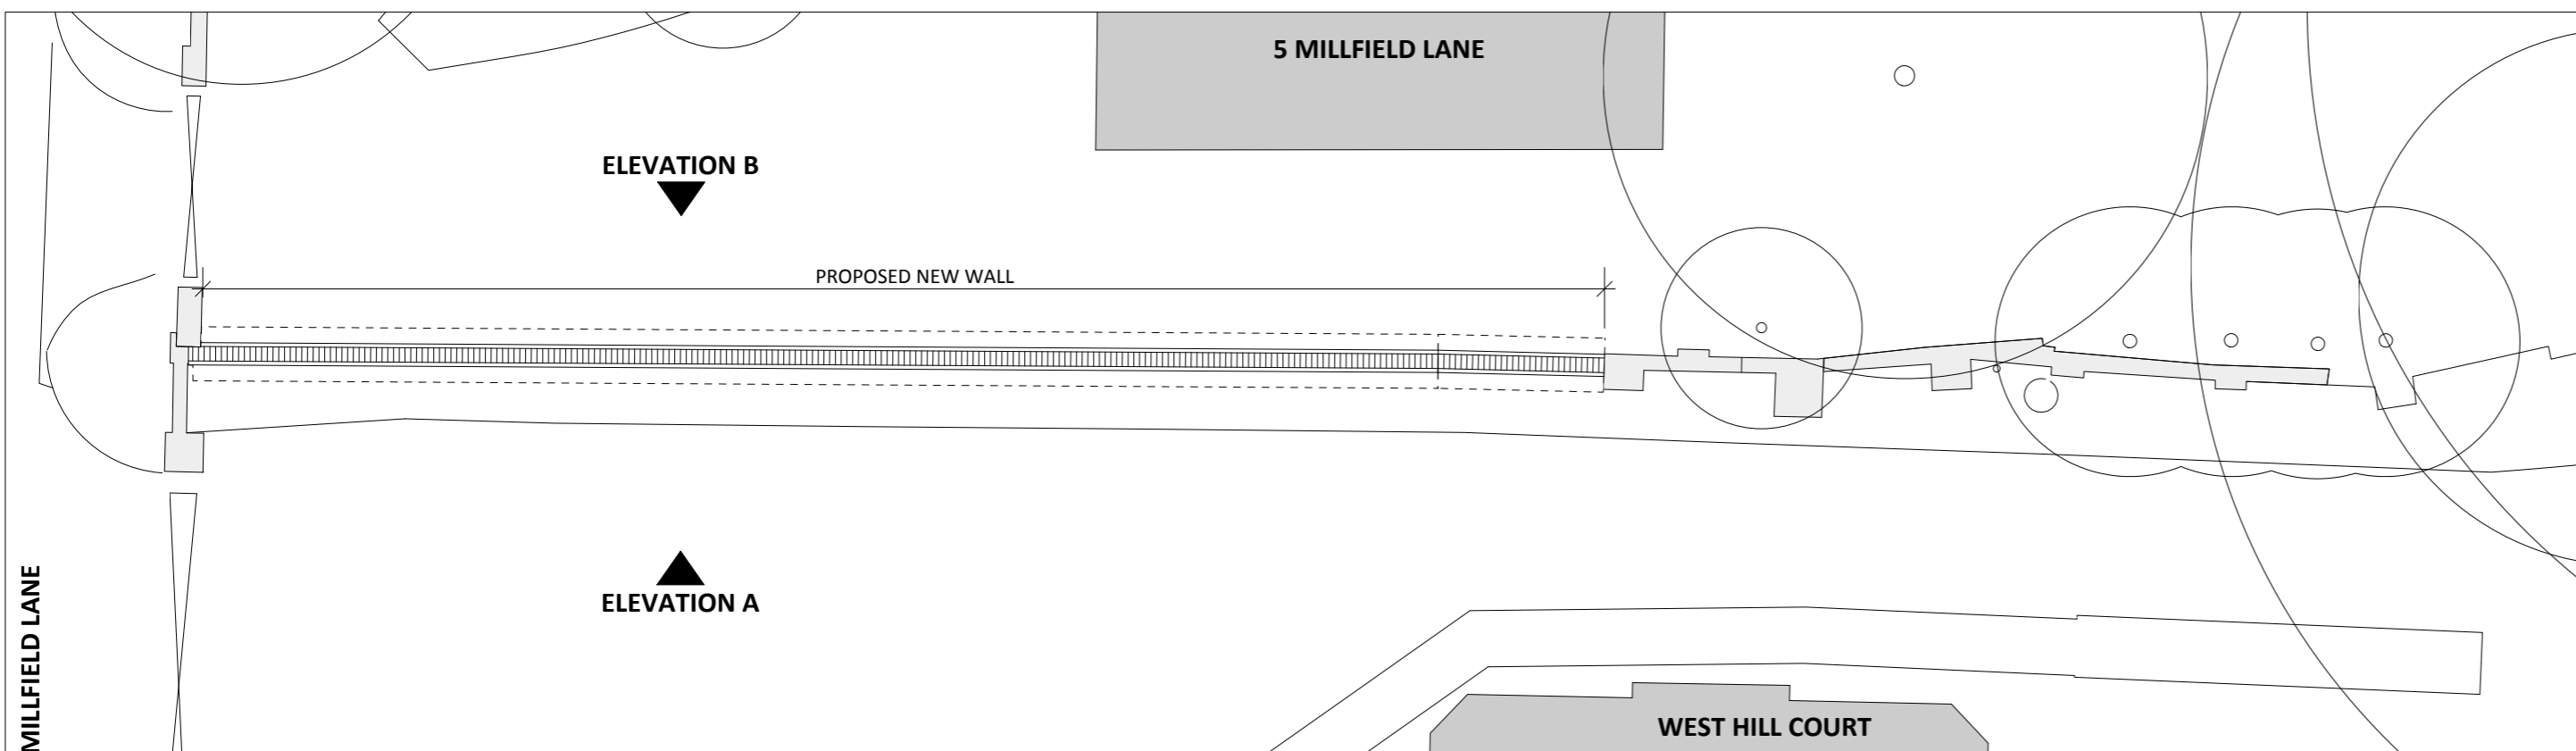 5 MILLFIELD LANE
ELEVATION B
PROPOSED NEW WALL
ELEVATION A
MILLFIELD LANE
WEST HILL COURT